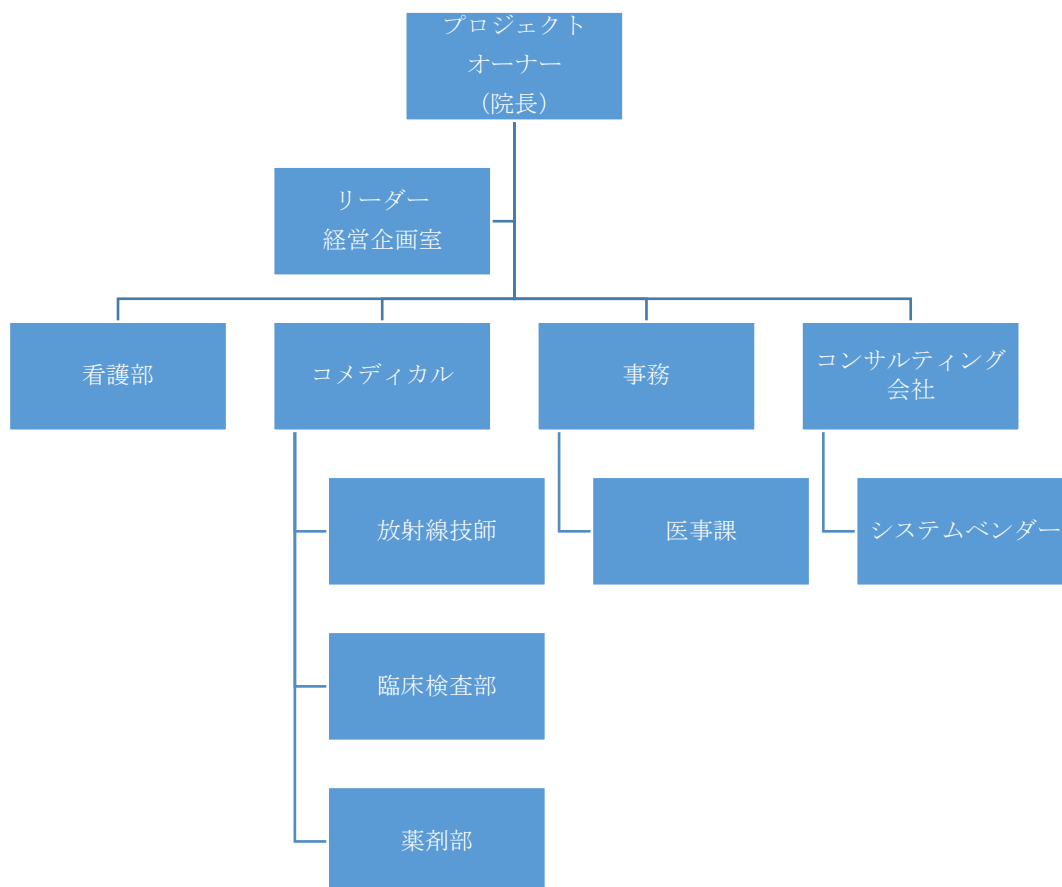 プロジェクト
オーナー
（院長）
リーダー
経営企画室
看護部
コメディカル
事務
コンサルティング
会社
放射線技師
医事課
システムベンダー
臨床検査部
薬剤部